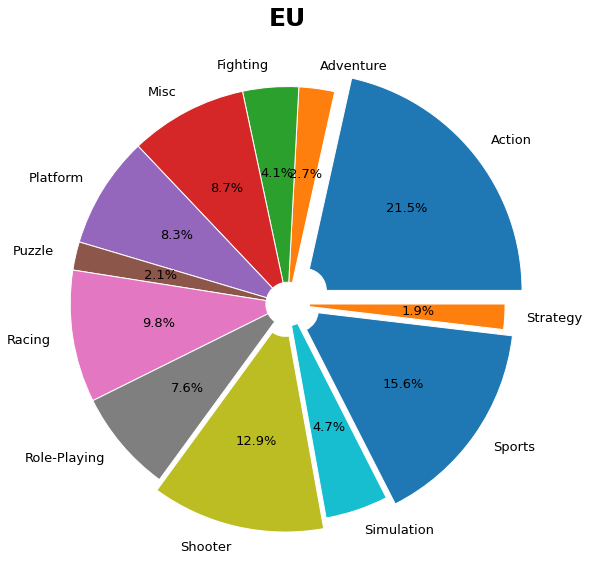 EU
Fighting
Adventure
Misc
Action
Platform
4.1%
2.7%
8.7%
21.5%
8.3%
Puzzle
2.1%
1.9%
Strategy
Racing
9.8%
7.6%
15.6%
4.7%
12.9%
Sports
Role-Playing
Simulation
Shooter